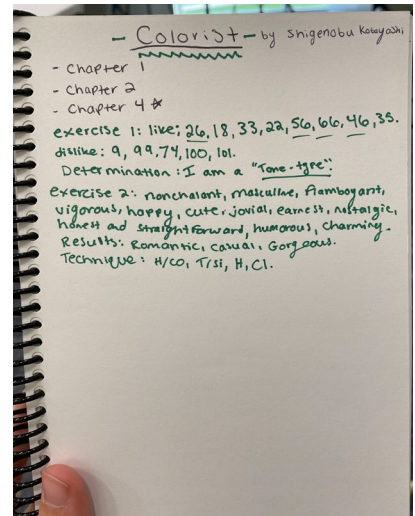 - Colorist - by Shigenobu Kobayashi
- Chapter 1
- Chapter 2
- Chapter 4 ☆
exercise 1: like; 26, 18, 33, 22, 56, 66, 46, 35.
dislike: 9, 99, 74, 100, 101.
Determination: I am a "Tone-type".
exercise 2: nonchalant, masculine, flamboyant,
vigorous, happy, cute, jovial, earnest, nostalgic,
honest and straightforward, humorous, charming.
Results: Romantic, casual, Gorgeous.
Technique: H/CO, T/Si, H, Cl.